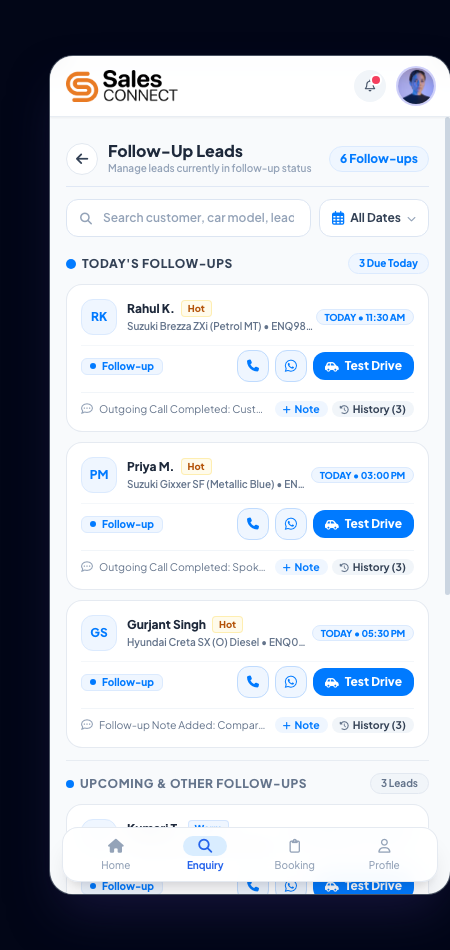 Sales
CONNECT
Follow-Up Leads
Manage leads currently in follow-up status
6 Follow-ups
Search customer, car model, leac
All Dates
TODAY'S FOLLOW-UPS
3 Due Today
RK
Rahul K.
Hot
Suzuki Brezza ZXi (Petrol MT) • ENQ98...
TODAY • 11:30 AM
Follow-up
Test Drive
Outgoing Call Completed: Cust...
+ Note
History (3)
PM
Priya M.
Hot
Suzuki Gixxer SF (Metallic Blue) • EN...
TODAY • 03:00 PM
Follow-up
Test Drive
Outgoing Call Completed: Spok...
+ Note
History (3)
GS
Gurjant Singh
Hot
Hyundai Creta SX (O) Diesel • ENQ0...
TODAY • 05:30 PM
Follow-up
Test Drive
Follow-up Note Added: Compar...
+ Note
History (3)
UPCOMING & OTHER FOLLOW-UPS
3 Leads
Home
Enquiry
Booking
Profile
Follow-up
Test Drive